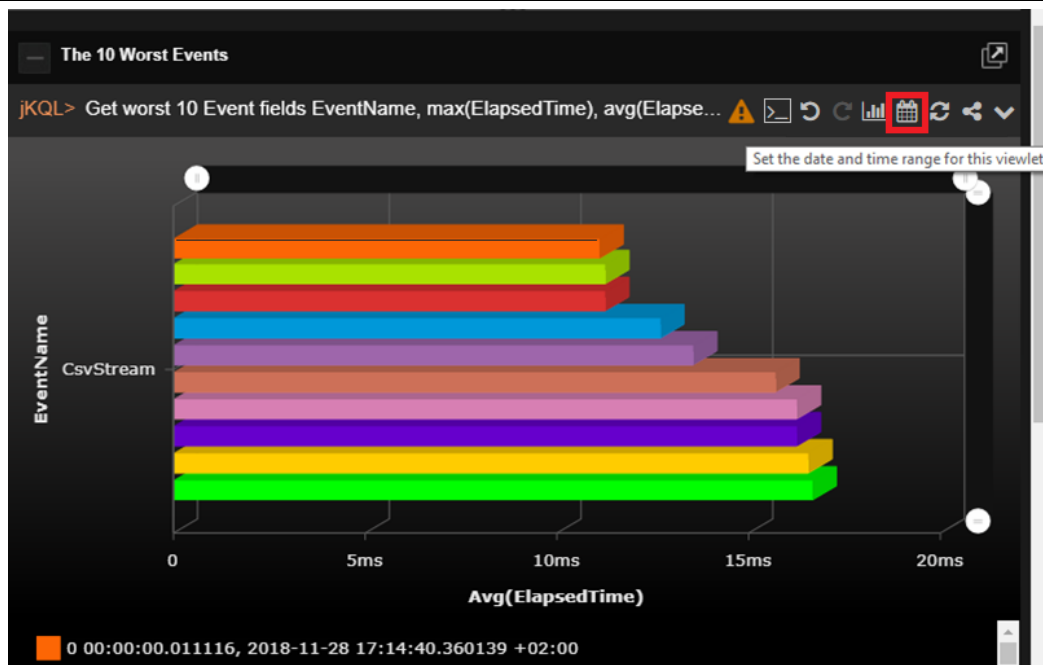 The 10 Worst Events
jKQL> Get worst 10 Event fields EventName, max(ElapsedTime), avg(Elapse...
Set the date and time range for this viewlet
EventName
CsvStream
0 5ms 10ms 15ms 20ms
Avg(ElapsedTime)
0 00:00:00.011116, 2018-11-28 17:14:40.360139 +02:00